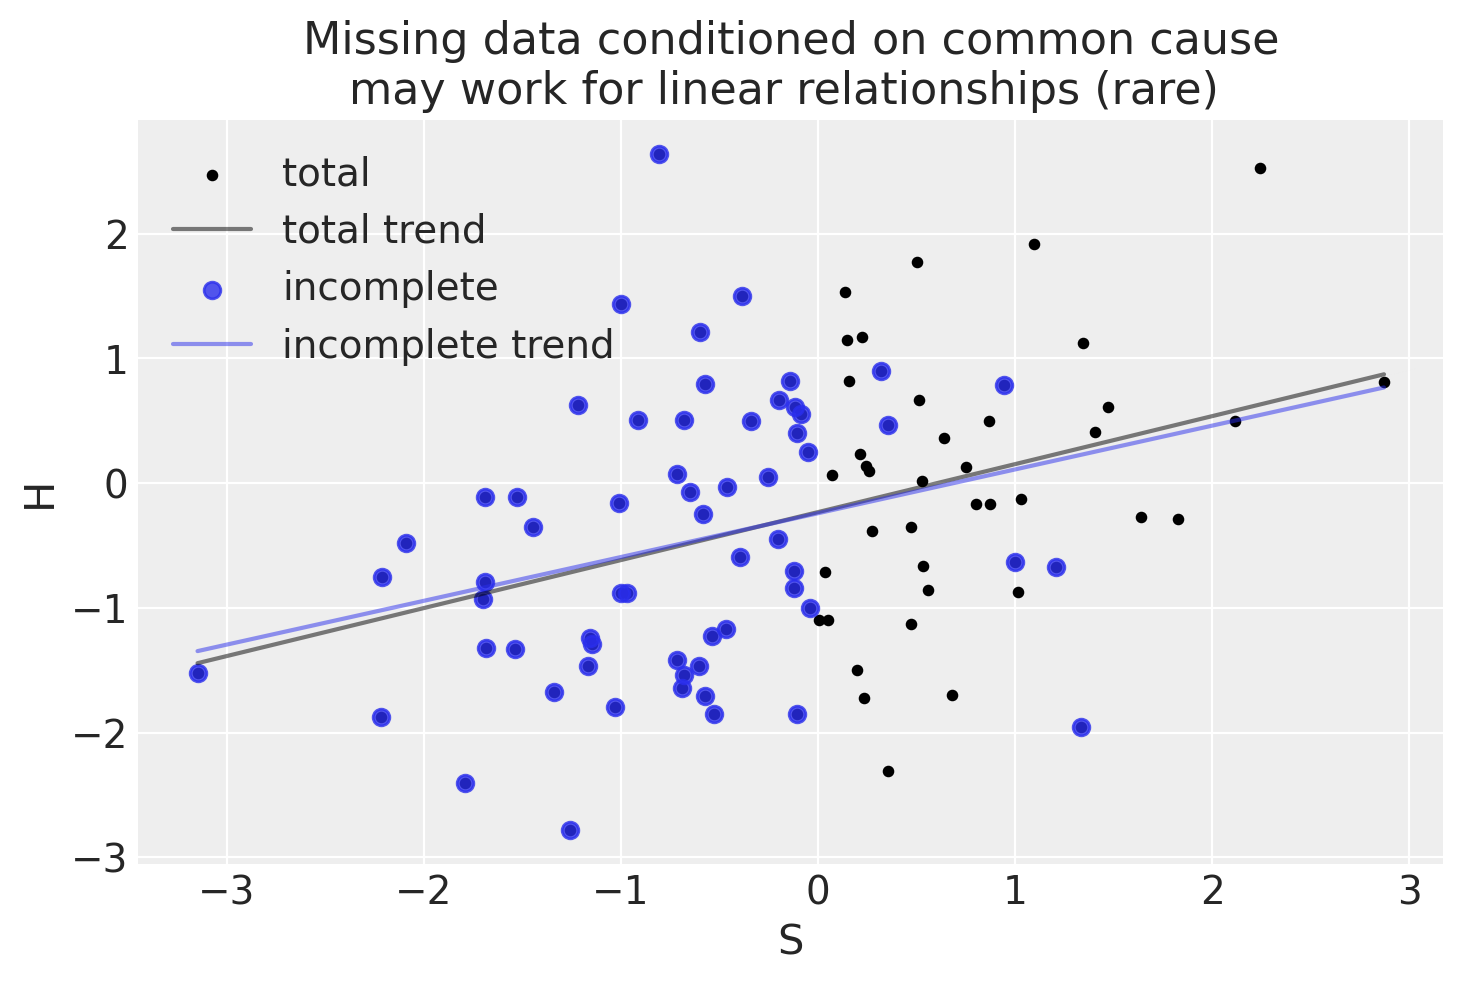 Missing data conditioned on common cause
may work for linear relationships (rare)
total
total trend
incomplete
incomplete trend
2
1
0
−1
−2
−3
H
−3 −2 −1 0 1 2 3
S